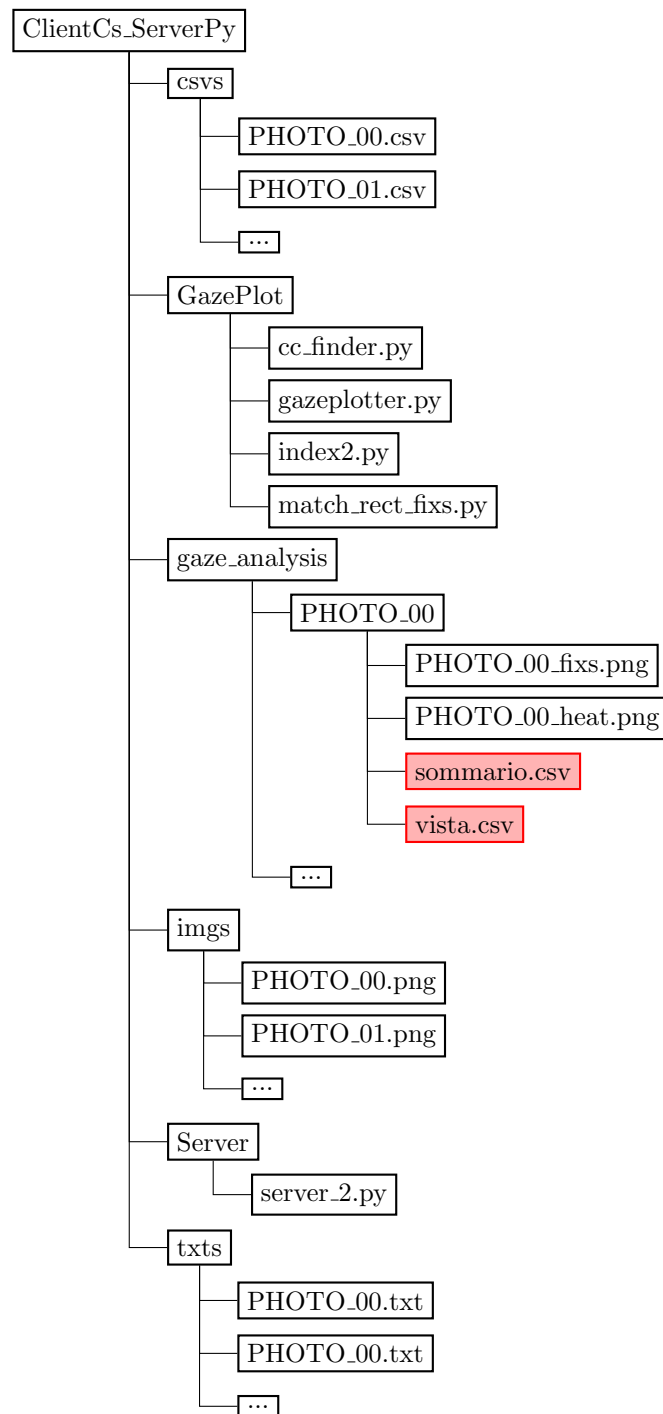 ClientCs_ServerPy
csvs
PHOTO_00.csv
PHOTO_01.csv
...
GazePlot
cc_finder.py
gazeplotter.py
index2.py
match_rect_fixs.py
gaze_analysis
PHOTO_00
PHOTO_00_fixs.png
PHOTO_00_heat.png
sommario.csv
vista.csv
...
imgs
PHOTO_00.png
PHOTO_01.png
...
Server
server_2.py
txts
PHOTO_00.txt
PHOTO_00.txt
...